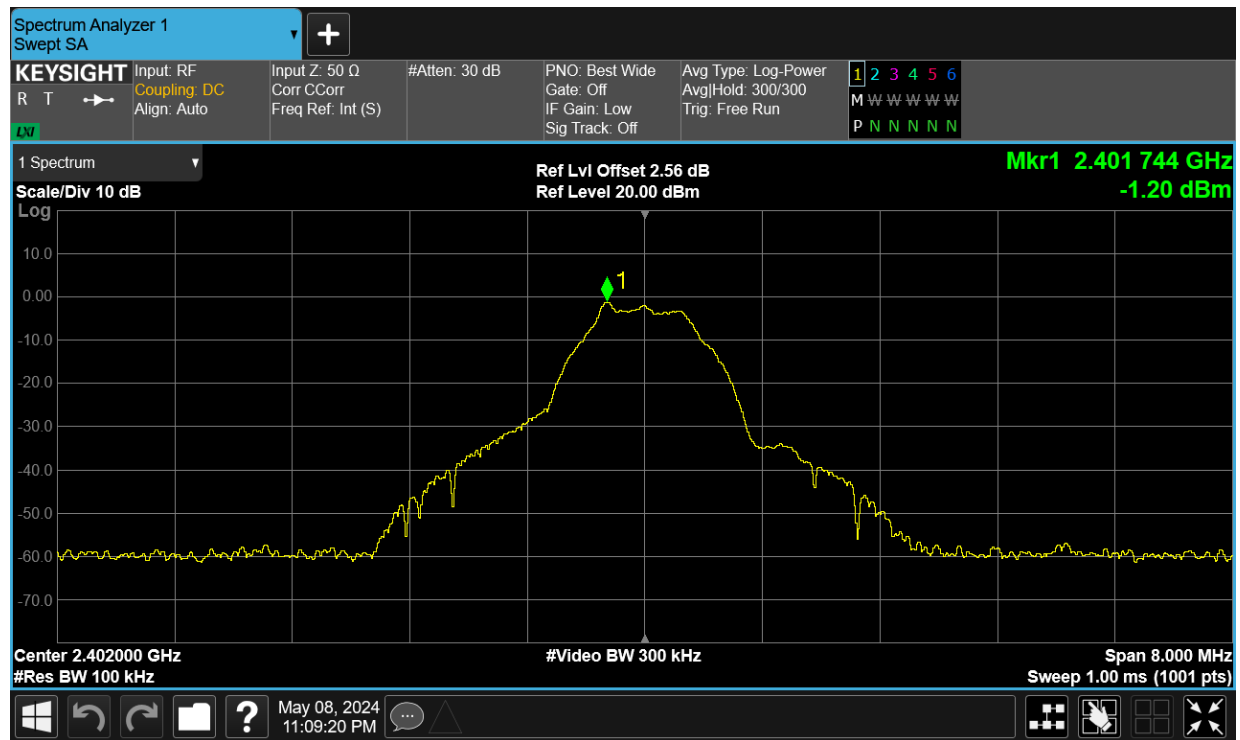 Spectrum Analyzer 1
Swept SA
+
KEYSIGHT
R T
LXI
Input: RF
Coupling: DC
Align: Auto
Input Z: 50 Ω
Corr CCorr
Freq Ref: Int (S)
#Atten: 30 dB
PNO: Best Wide
Gate: Off
IF Gain: Low
Sig Track: Off
Avg Type: Log-Power
Avg|Hold: 300/300
Trig: Free Run
1 2 3 4 5 6
M W W W W W
P N N N N N
1 Spectrum
Scale/Div 10 dB
Log
Ref Lvl Offset 2.56 dB
Ref Level 20.00 dBm
Mkr1 2.401 744 GHz
-1.20 dBm
1
10.0
0.00
-10.0
-20.0
-30.0
-40.0
-50.0
-60.0
-70.0
Center 2.402000 GHz
#Res BW 100 kHz
#Video BW 300 kHz
Span 8.000 MHz
Sweep 1.00 ms (1001 pts)
?
May 08, 2024
11:09:20 PM